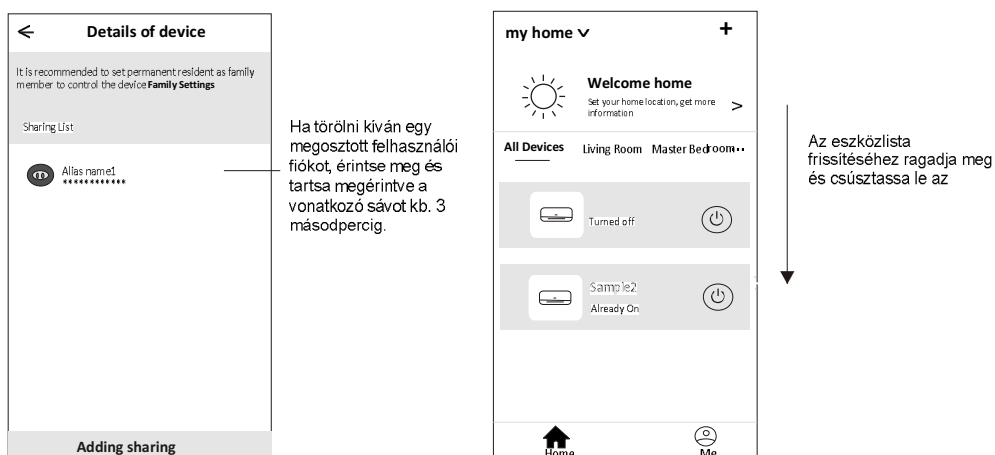 Details of device
It is recommended to set permanent resident as family
member to control the device Family Settings
Sharing List
Alias name1
************
Adding sharing
Ha törölni kíván egy
megosztott felhasználói
fiókot, érintse meg és
tartsa megérintve a
vonatkozó sávot kb. 3
másodpercig.
my home
Welcome home
Set your home location, get more
information
All Devices Living Room Master Bedroom...
Turned off
Sample2
Already On
Home Me
Az eszközlista
frissítéséhez ragadja meg
és csúsztassa le az